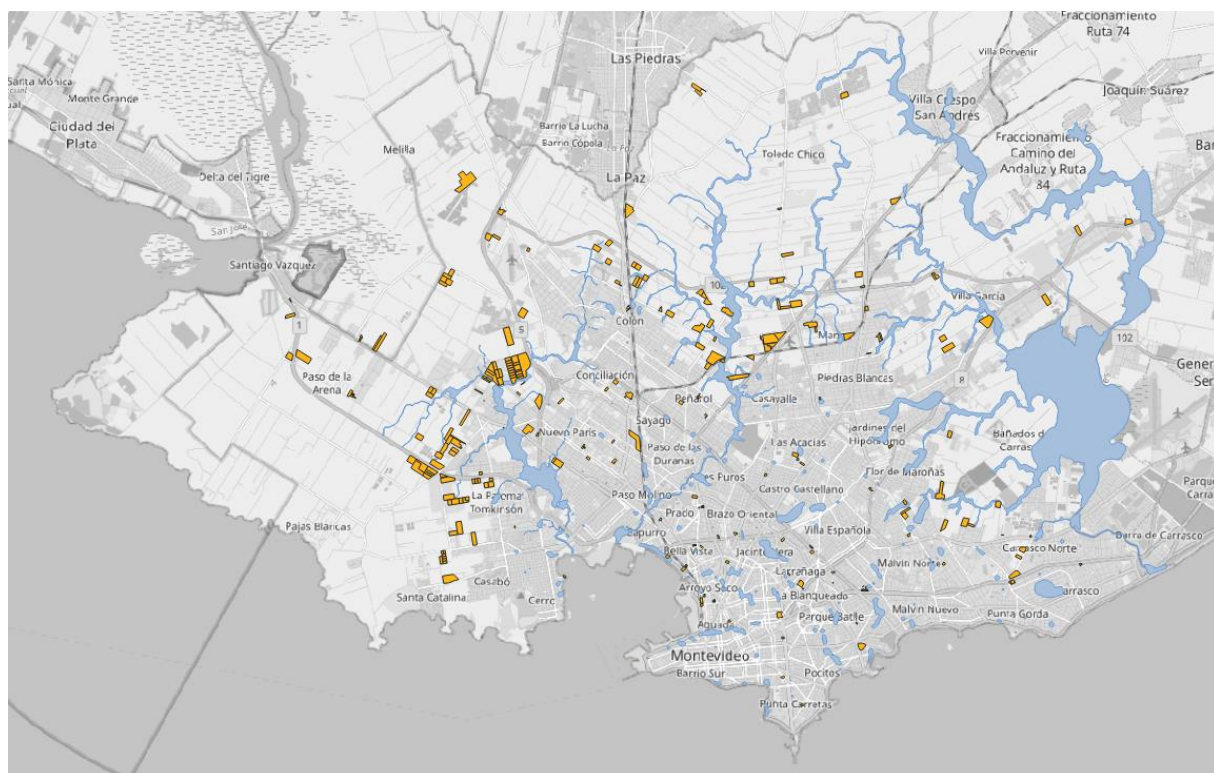 Fraccionamiento
Ruta 74
Villa Porvenir
Las Piedras
Santa Mónica
Monte Grande
Joaquín Suárez
Villa Crespo
San Andrés
Ciudad del
Plata
Barrio La Lucha
Barrio Cópola
La Paz
Melilla
Toledo Chico
Fraccionamiento
Camino del
Andaluz y Ruta
84
Delta del Tigre
La Paz
San José
Santiago Vázquez
102
Villa García
1
5
Colón
102
Paso de la
Arena
Conciliación
Piedras Blancas
8
Peñarol
Casavalle
Nuevo París
Sayago
Jardines del
Hipódromo
Las Acacias
Paso de las
Duranas
Flor de Maroñas
Castro Castellano
La Paloma
Tomkinson
Paso Molino
Prado
Brazo Oriental
Villa Española
Pajas Blancas
Capurro
Bella Vista
Carrasco Norte
Barra de Carrasco
Malvín Norte
Larrañaga
Casabó
Arroyo Seco
La Blanqueada
Santa Catalina
Cerro
Malvín Nuevo
Punta Gorda
Parque Batlle
Aguada
Montevideo
Barrio Sur
Pocitos
Punta Carretas